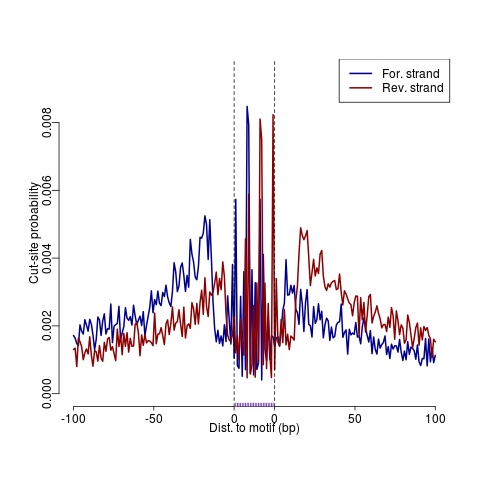 For. strand
Rev. strand
Cut-site probability
0.008
0.006
0.004
0.002
0.000
-100 -50 0 0 50 100
Dist. to motif (bp)